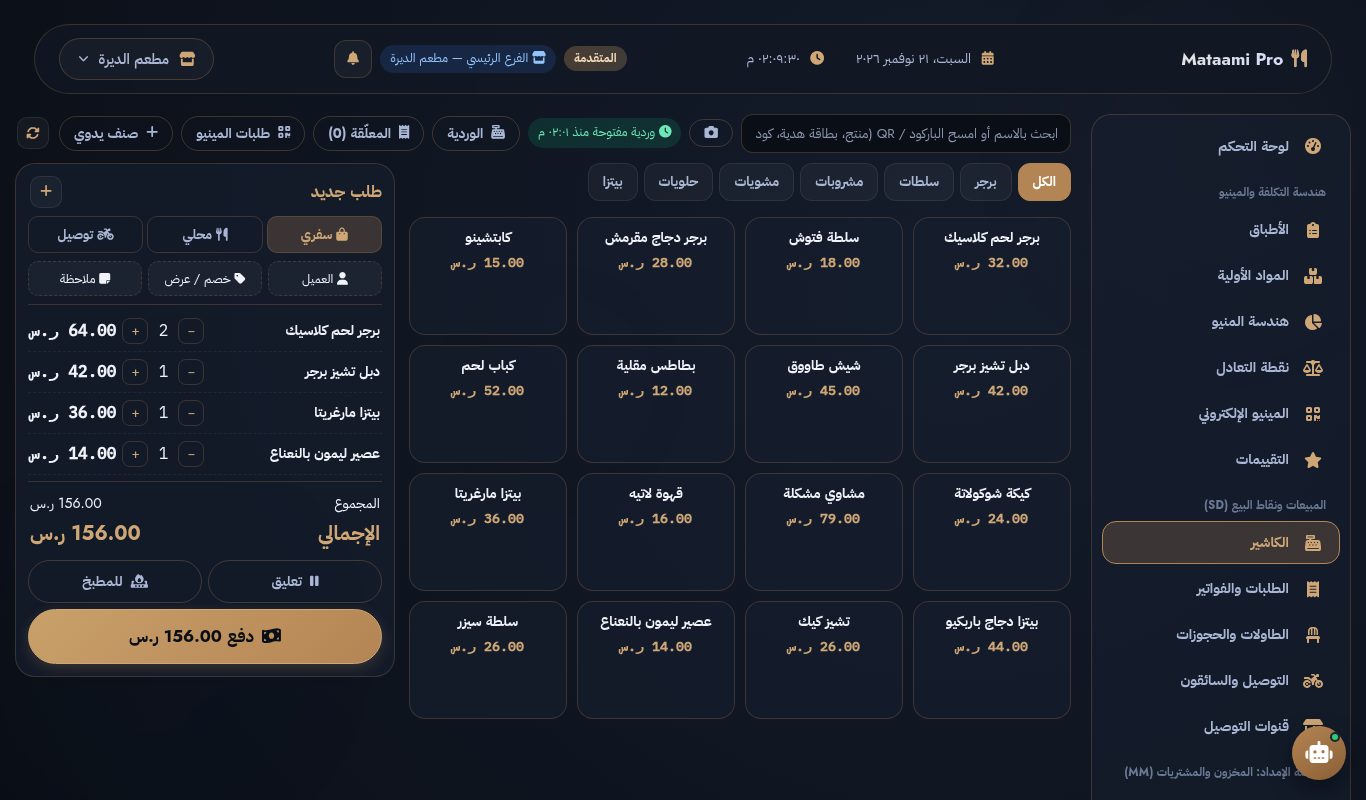 Mataami Pro
السبت، ٢١ نوفمبر ٢٠٢٦
٠٢:٠٩:٣٠ م
المتقدمة
الفرع الرئيسي — مطعم الديرة
مطعم الديرة
لوحة التحكم
هندسة التكلفة والمينيو
الأطباق
المواد الأولية
هندسة المنيو
نقطة التعادل
المينيو الإلكتروني
التقييمات
المبيعات ونقاط البيع (SD)
الكاشير
الطلبات والفواتير
الطاولات والحجوزات
التوصيل والسائقون
قنوات التوصيل
الإمداد: المخزون والمشتريات (MM)
ابحث بالاسم أو امسح الباركود / QR (منتج، بطاقة هدية، كود
وردية مفتوحة منذ ٠٢:٠١ م
الوردية
المعلّقة (0)
طلبات المينيو
صنف يدوي
الكل
برجر
سلطات
مشروبات
مشويات
حلويات
بيتزا
برجر لحم كلاسيك
32.00 ر.س
سلطة فتوش
18.00 ر.س
برجر دجاج مقرمش
28.00 ر.س
كابتشينو
15.00 ر.س
دبل تشيز برجر
42.00 ر.س
شيش طاووق
45.00 ر.س
بطاطس مقلية
12.00 ر.س
كباب لحم
52.00 ر.س
كيكة شوكولاتة
24.00 ر.س
مشاوي مشكلة
79.00 ر.س
قهوة لاتيه
16.00 ر.س
بيتزا مارغريتا
36.00 ر.س
بيتزا دجاج باربكيو
44.00 ر.س
تشيز كيك
26.00 ر.س
عصير ليمون بالنعناع
14.00 ر.س
سلطة سيزر
26.00 ر.س
طلب جديد
+
سفري
محلي
توصيل
العميل
خصم / عرض
ملاحظة
برجر لحم كلاسيك − 2 + 64.00 ر.س
دبل تشيز برجر − 1 + 42.00 ر.س
بيتزا مارغريتا − 1 + 36.00 ر.س
عصير ليمون بالنعناع − 1 + 14.00 ر.س
المجموع 156.00 ر.س
الإجمالي 156.00 ر.س
تعليق
للمطبخ
دفع 156.00 ر.س